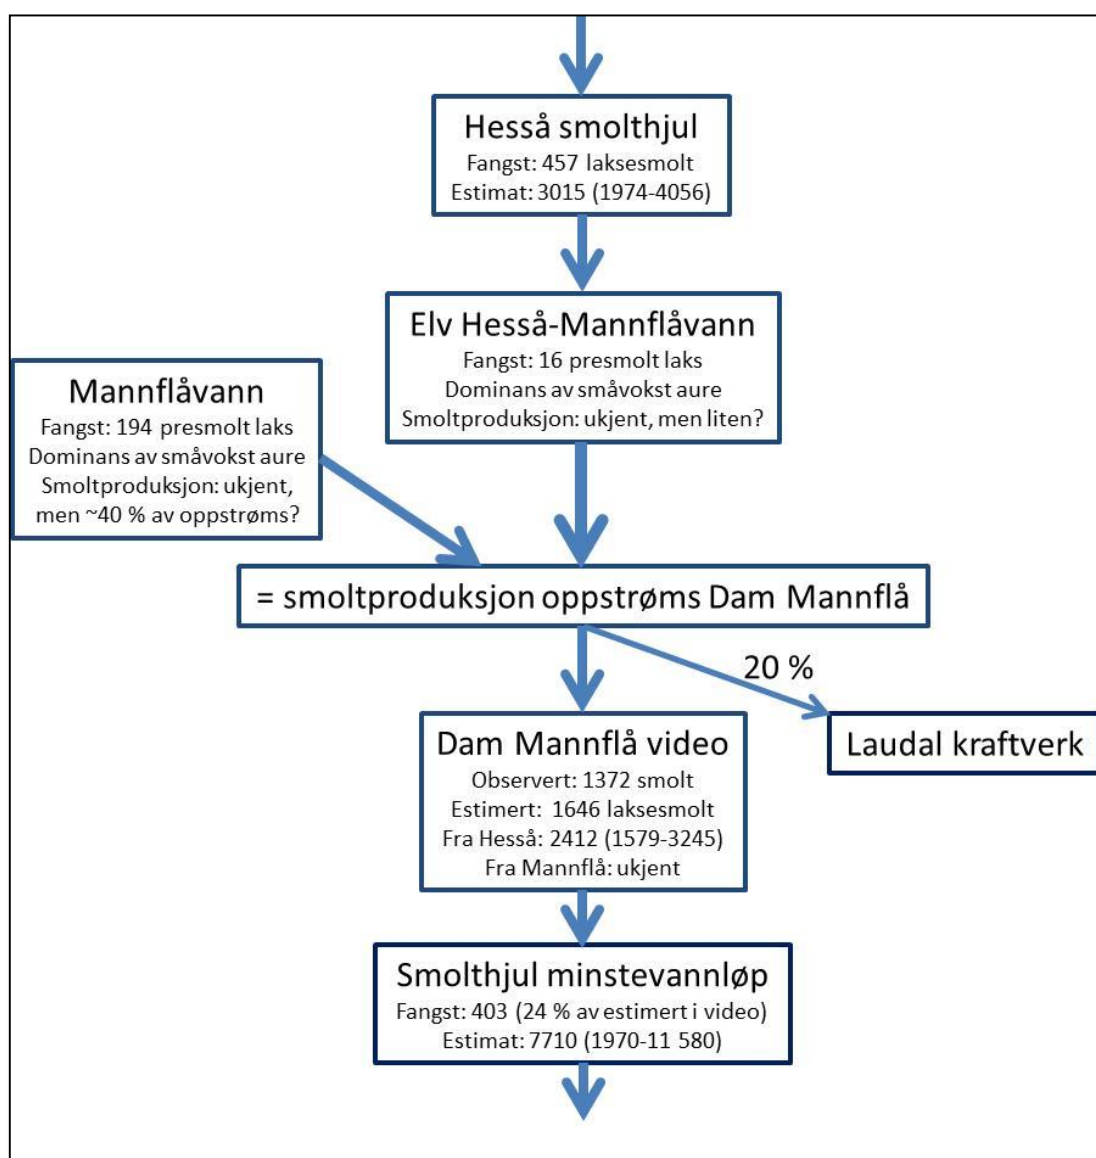 Hesså smolthjul
Fangst: 457 laksesmolt
Estimat: 3015 (1974-4056)
Elv Hesså-Mannflåvann
Fangst: 16 presmolt laks
Dominans av småvokst aure
Smoltproduksjon: ukjent, men liten?
Mannflåvann
Fangst: 194 presmolt laks
Dominans av småvokst aure
Smoltproduksjon: ukjent,
men ~40 % av oppstrøms?
= smoltproduksjon oppstrøms Dam Mannflå
20 %
Dam Mannflå video
Observert: 1372 smolt
Estimert: 1646 laksesmolt
Fra Hesså: 2412 (1579-3245)
Fra Mannflå: ukjent
Laudal kraftverk
Smolthjul minstevannløp
Fangst: 403 (24 % av estimert i video)
Estimat: 7710 (1970-11 580)